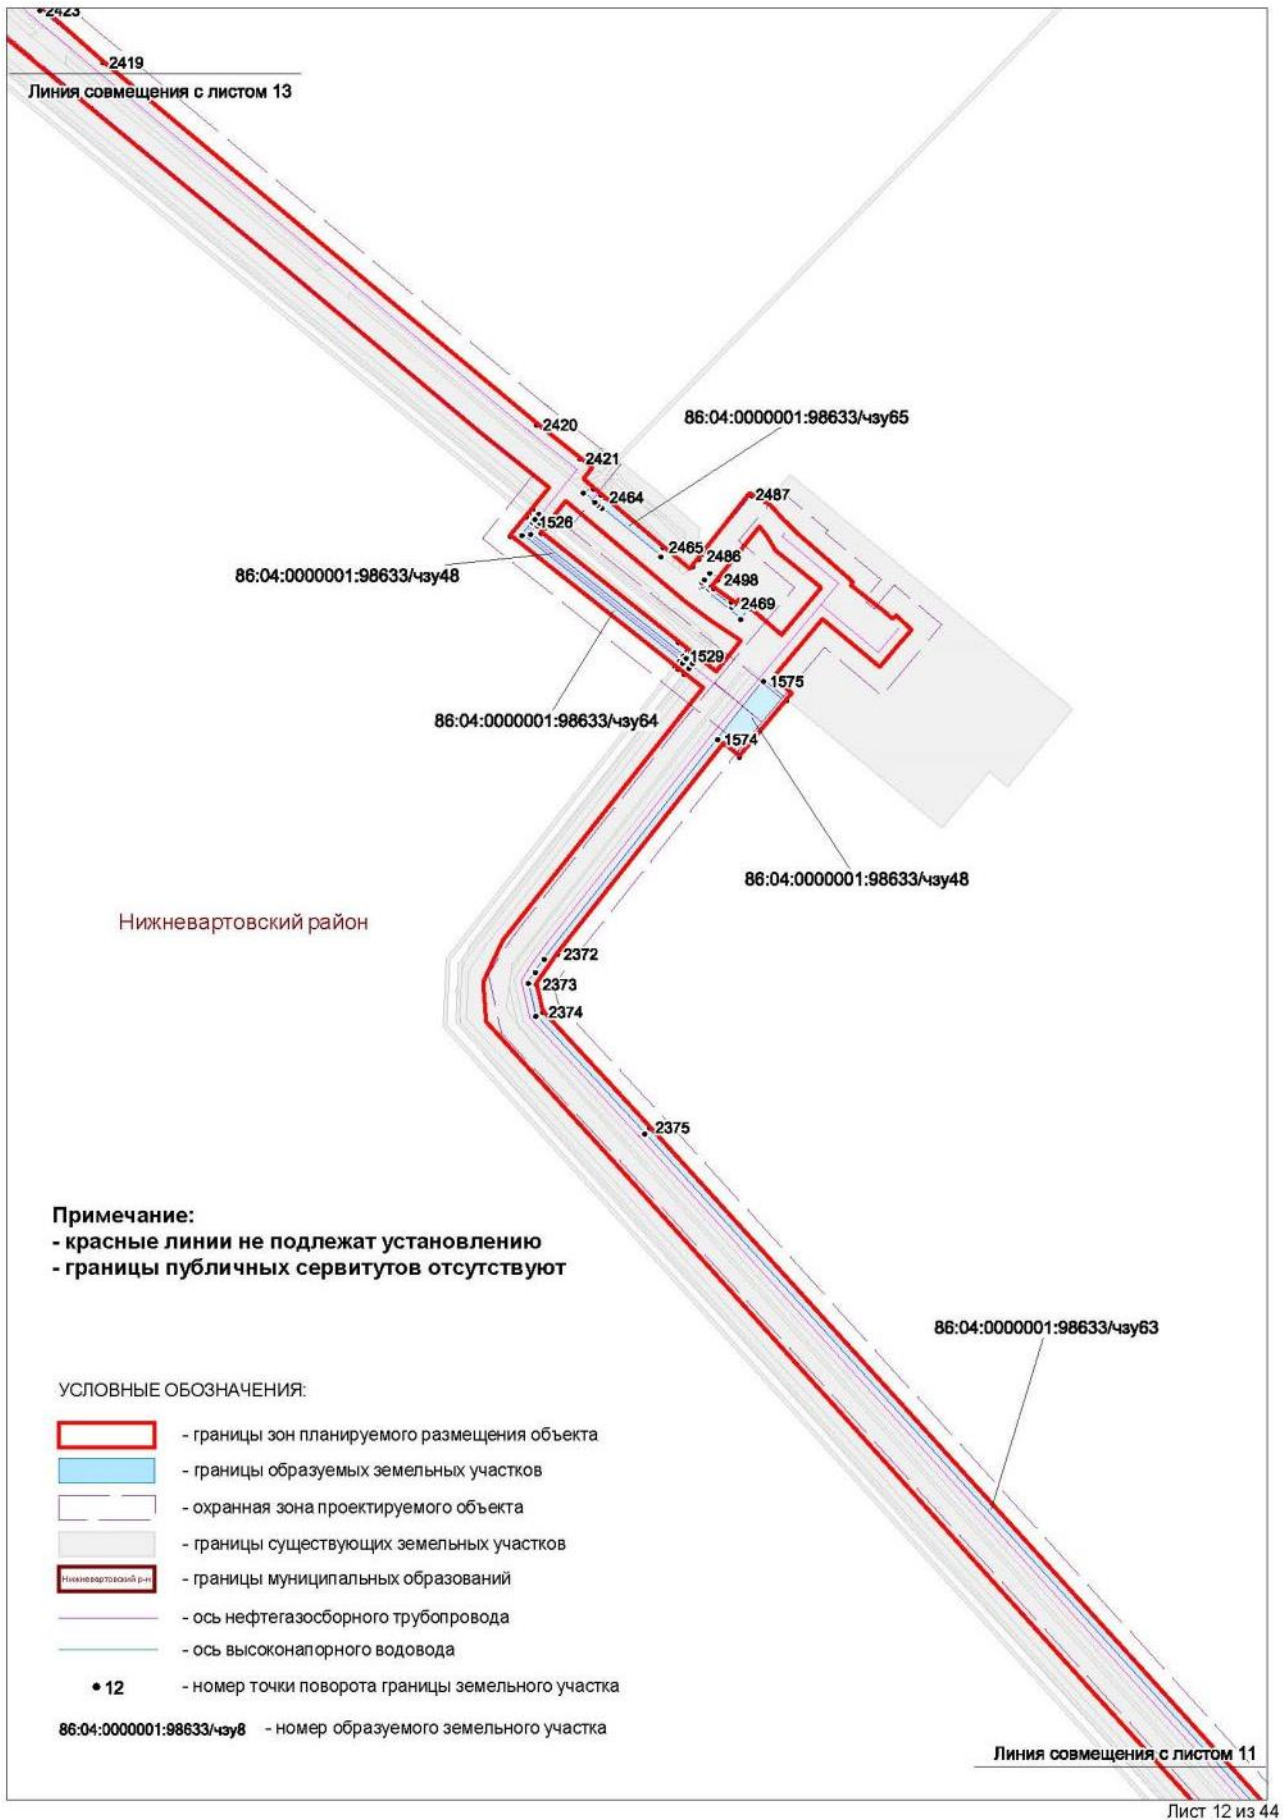 2423
2419
Линия совмещения с листом 13
2420
86:04:0000001:98633/чзу65
2421
2464
2487
1526
2465
2486
86:04:0000001:98633/чзу48
2498
2469
1529
1575
86:04:0000001:98633/чзу64
1574
86:04:0000001:98633/чзу48
Нижневартовский район
2372
2373
2374
2375
Примечание:
- красные линии не подлежат установлению
- границы публичных сервитутов отсутствуют
86:04:0000001:98633/чзу63
УСЛОВНЫЕ ОБОЗНАЧЕНИЯ:
- границы зон планируемого размещения объекта
- границы образуемых земельных участков
- охранная зона проектируемого объекта
- границы существующих земельных участков
Нижневартовский р-н
- границы муниципальных образований
- ось нефтегазосборного трубопровода
- ось высоконапорного водовода
12 - номер точки поворота границы земельного участка
86:04:0000001:98633/чзу8 - номер образуемого земельного участка
Линия совмещения с листом 11
Лист 12 из 44